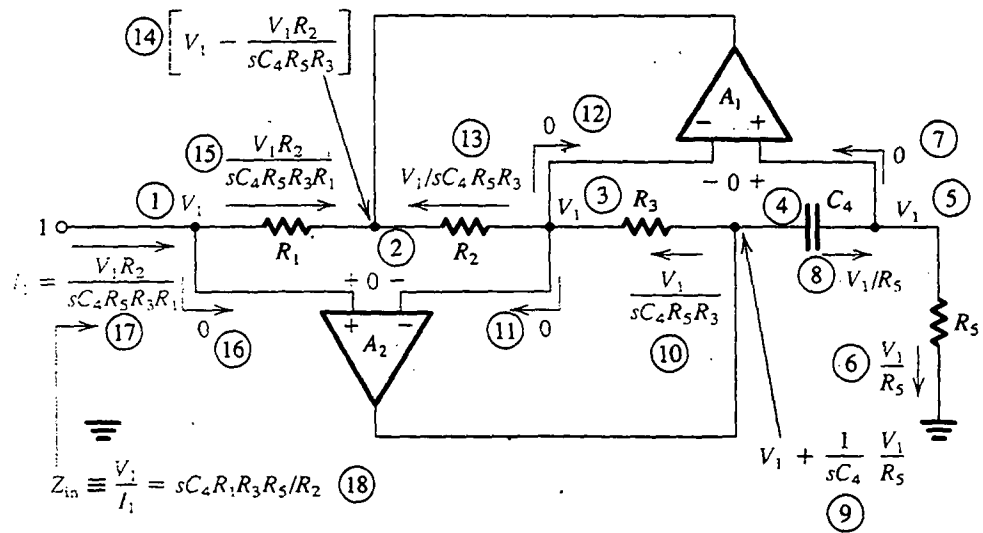 ⑭ [V₁ − V₁R₂ / sC₄R₅R₃]
A₁
− +
0 ⑫
⑮ V₁R₂ / sC₄R₅R₃R₁
⑬
V₁/sC₄R₅R₃
0 ⑦
− 0 +
① V₁
V₁ ③ R₃
④ C₄
V₁ ⑤
1
R₁
②
R₂
I₁ = V₁R₂ / sC₄R₅R₃R₁
+ 0 −
⑧ V₁/R₅
⑰
0
⑯
+ −
A₂
⑪ 0
V₁ / sC₄R₅R₃
⑩
R₅
⑥ V₁ / R₅
V₁ + 1 / sC₄ V₁ / R₅
⑨
Zin ≡ V₁ / I₁ = sC₄R₁R₃R₅/R₂ ⑱